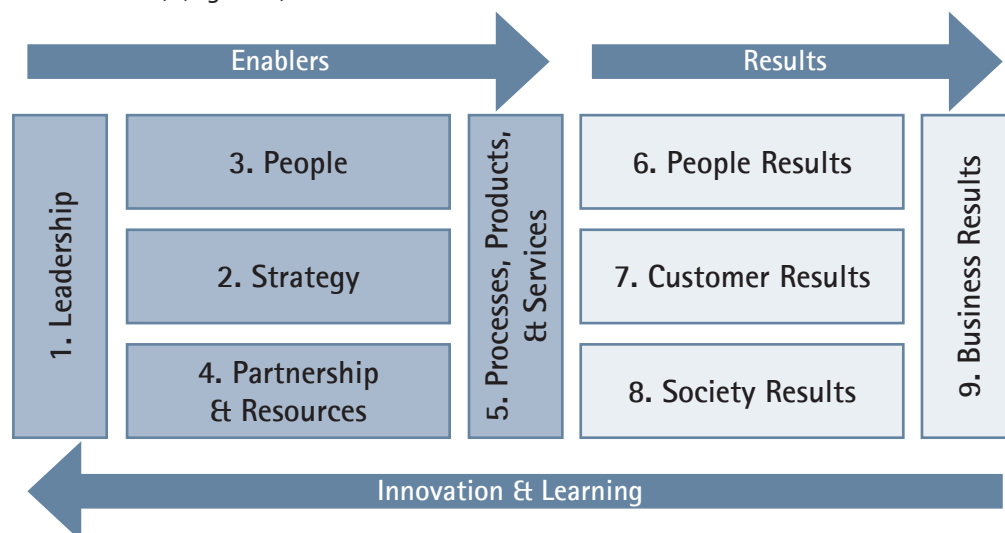 Enablers
Results
1. Leadership
3. People
2. Strategy
4. Partnership
& Resources
5. Processes, Products,
& Services
6. People Results
7. Customer Results
8. Society Results
9. Business Results
Innovation & Learning